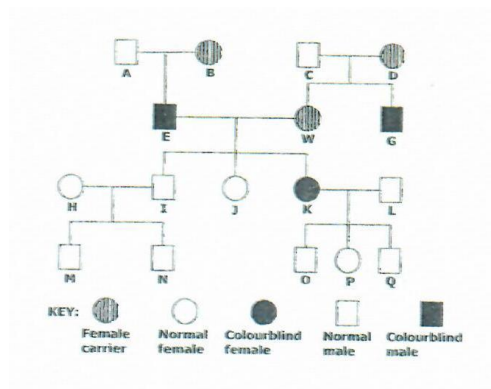 A B C D
E W G
H I J K L
M N O P Q
KEY:
Female carrier
Normal female
Colourblind female
Normal male
Colourblind male